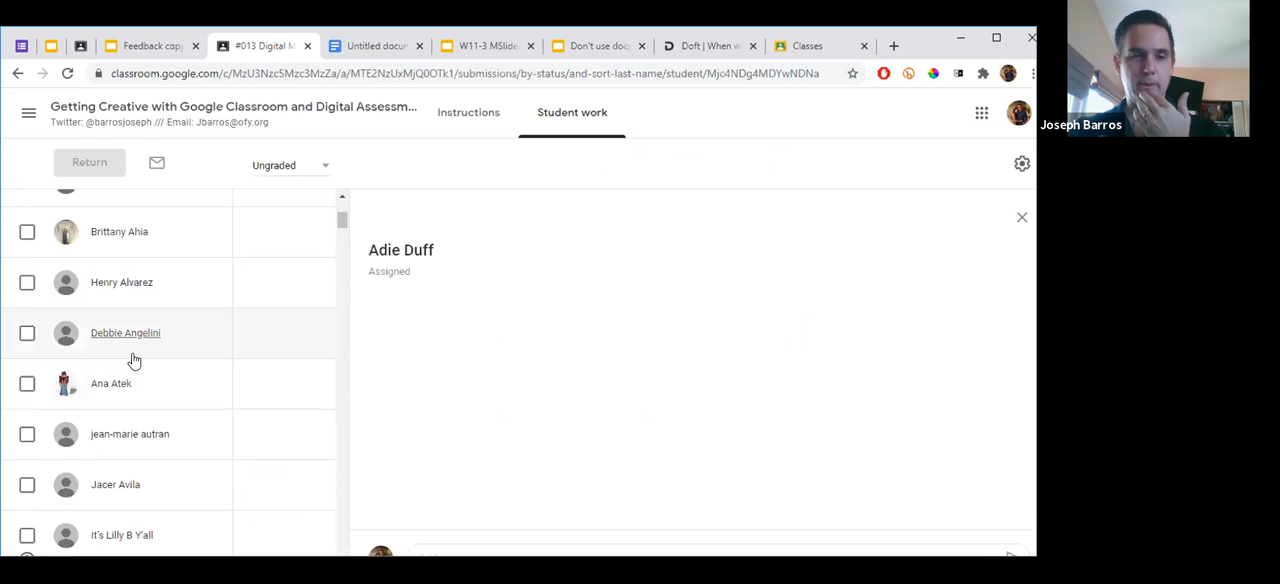 Feedback copy
#013 Digital M
Untitled docu
W11-3 MSlide
Don't use doc
Doft | When w
Classes
classroom.google.com/c/MzU3Nzc5Mzc3MzZa/a/MTE2NzUxMjQ0OTk1/submissions/by-status/and-sort-last-name/student/Mjc4NDg4MDYwNDNa
Joseph Barros
Getting Creative with Google Classroom and Digital Assessm...
Twitter: @barrosjoseph /// Email: Jbarros@ofy.org
Instructions
Student work
Return
Ungraded
Brittany Ahia
Adie Duff
Assigned
Henry Alvarez
Debbie Angelini
Ana Atek
jean-marie autran
Jacer Avila
It's Lilly B Y'all